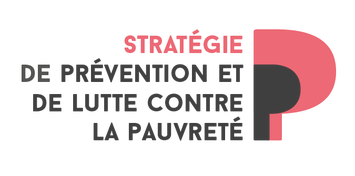 STRATÉGIE
DE PRÉVENTION ET
DE LUTTE CONTRE
LA PAUVRETÉ